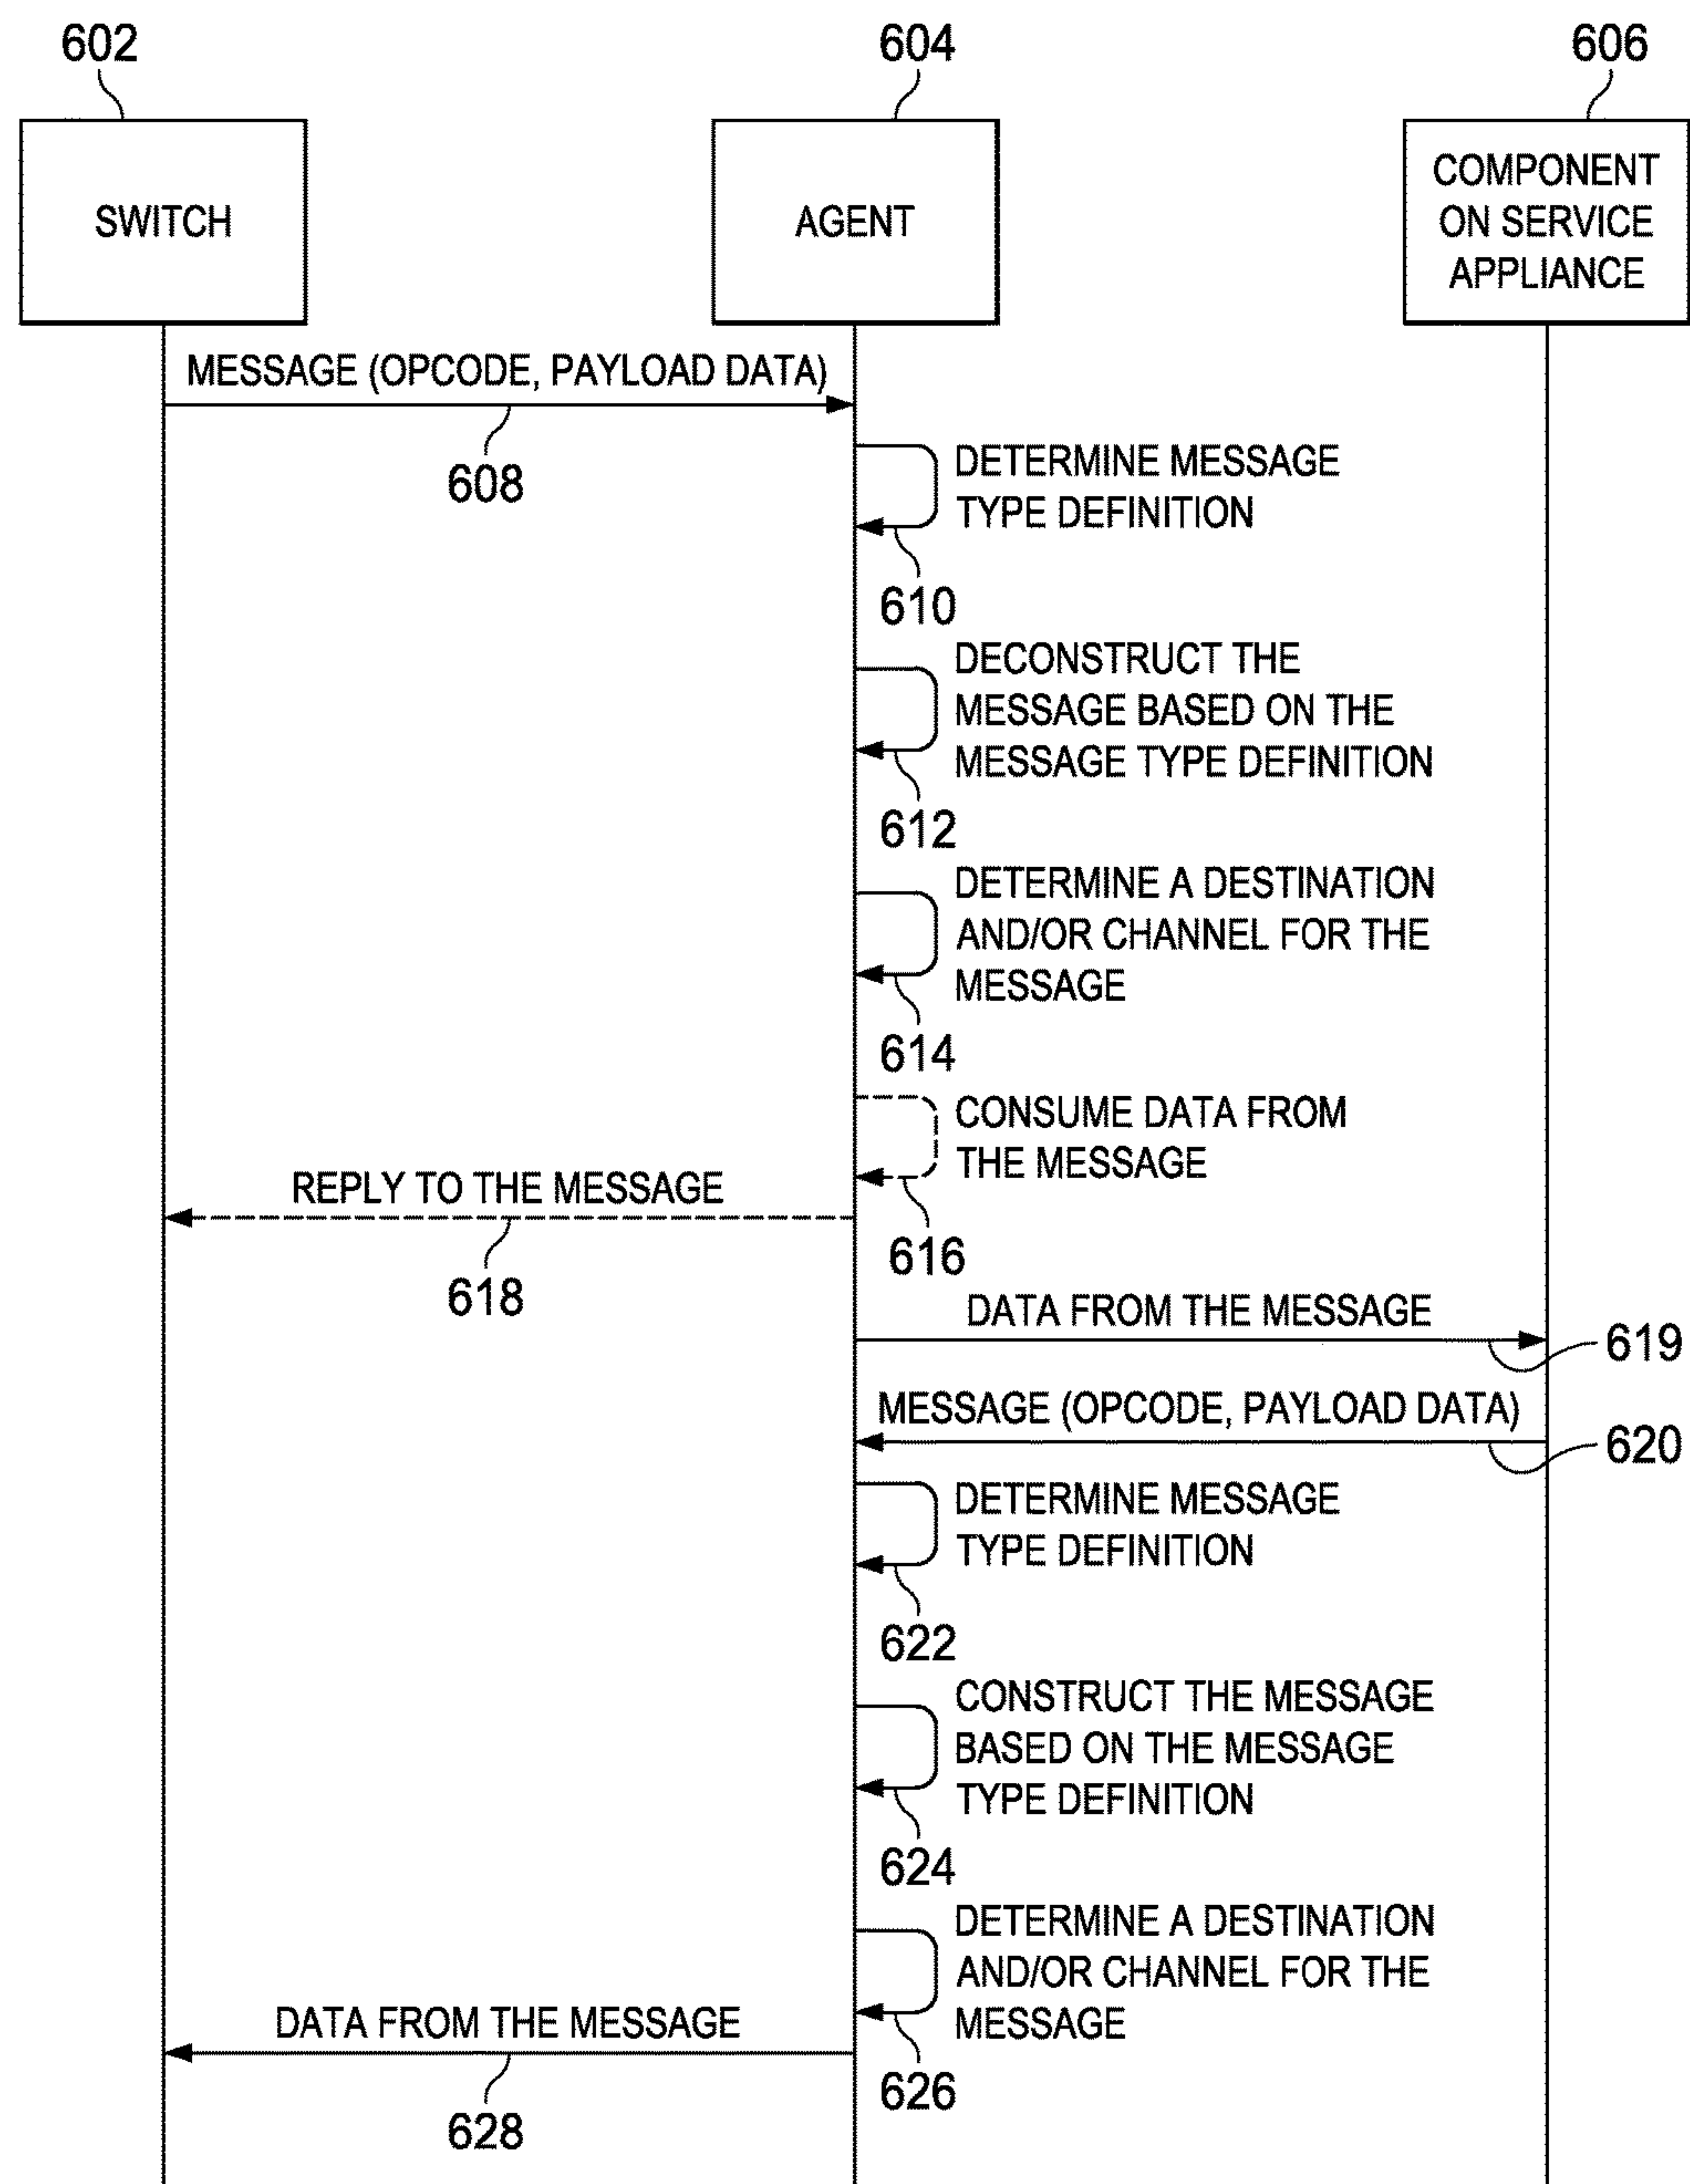 602
604
606
SWITCH
AGENT
COMPONENT
ON SERVICE
APPLIANCE
MESSAGE (OPCODE, PAYLOAD DATA)
608
DETERMINE MESSAGE
TYPE DEFINITION
610
DECONSTRUCT THE
MESSAGE BASED ON THE
MESSAGE TYPE DEFINITION
612
DETERMINE A DESTINATION
AND/OR CHANNEL FOR THE
MESSAGE
614
CONSUME DATA FROM
THE MESSAGE
616
REPLY TO THE MESSAGE
618
DATA FROM THE MESSAGE
619
MESSAGE (OPCODE, PAYLOAD DATA)
620
DETERMINE MESSAGE
TYPE DEFINITION
622
CONSTRUCT THE MESSAGE
BASED ON THE MESSAGE
TYPE DEFINITION
624
DETERMINE A DESTINATION
AND/OR CHANNEL FOR THE
MESSAGE
626
DATA FROM THE MESSAGE
628